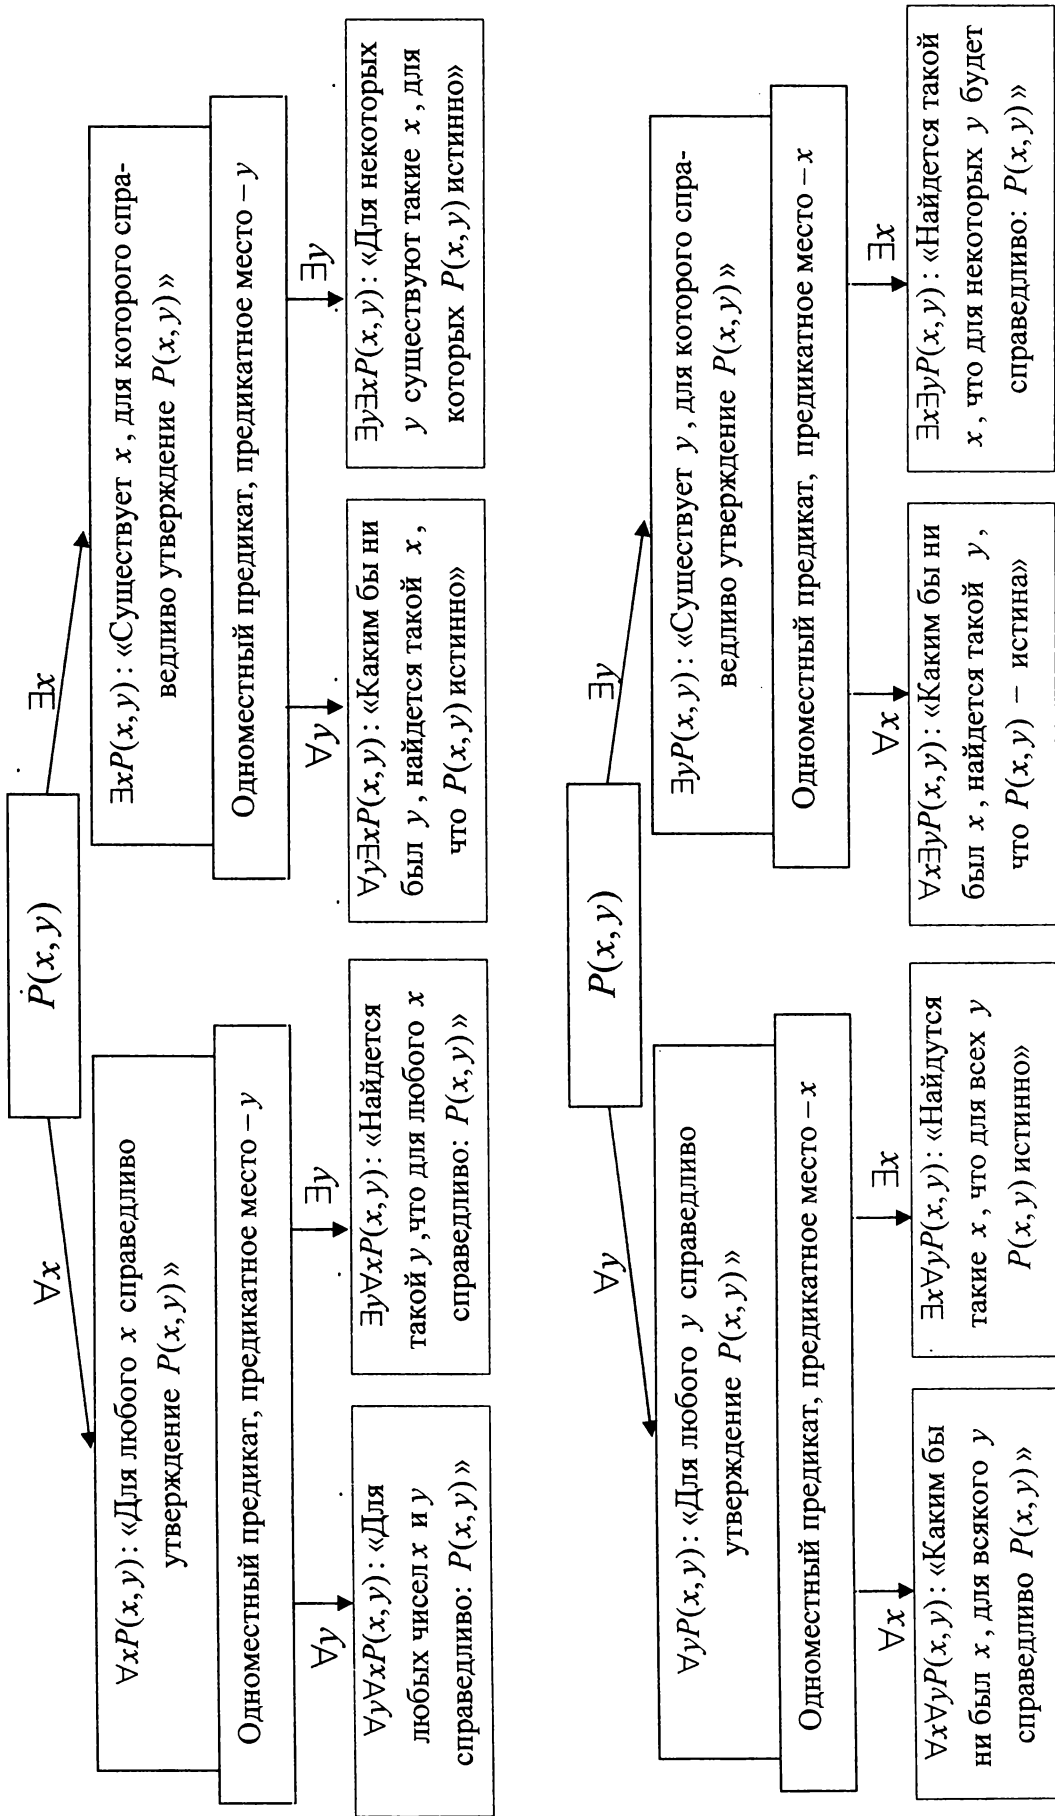 P(x, y)
∀x
∃x
∀xP(x, y) : «Для любого x справедливо
утверждение P(x, y)»
Одноместный предикат, предикатное место – y
∃xP(x, y) : «Существует x, для которого спра-
ведливо утверждение P(x, y)»
Одноместный предикат, предикатное место – y
∀y
∃y
∀y
∃y
∀y∀xP(x, y) : «Для
любых чисел x и y
справедливо: P(x, y)»
∃y∀xP(x, y) : «Найдется
такой y, что для любого x
справедливо: P(x, y)»
∀y∃xP(x, y) : «Каким бы ни
был y, найдется такой x,
что P(x, y) истинно»
∃y∃xP(x, y) : «Для некоторых
y существуют такие x, для
которых P(x, y) истинно»
P(x, y)
∀y
∃y
∀yP(x, y) : «Для любого y справедливо
утверждение P(x, y)»
Одноместный предикат, предикатное место – x
∃yP(x, y) : «Существует y, для которого спра-
ведливо утверждение P(x, y)»
Одноместный предикат, предикатное место – x
∀x
∃x
∀x
∃x
∀x∀yP(x, y) : «Каким бы
ни был x, для всякого y
справедливо P(x, y)»
∃x∀yP(x, y) : «Найдутся
такие x, что для всех y
P(x, y) истинно»
∀x∃yP(x, y) : «Каким бы ни
был x, найдется такой y,
что P(x, y) – истина»
∃x∃yP(x, y) : «Найдется такой
x, что для некоторых y будет
справедливо: P(x, y)»